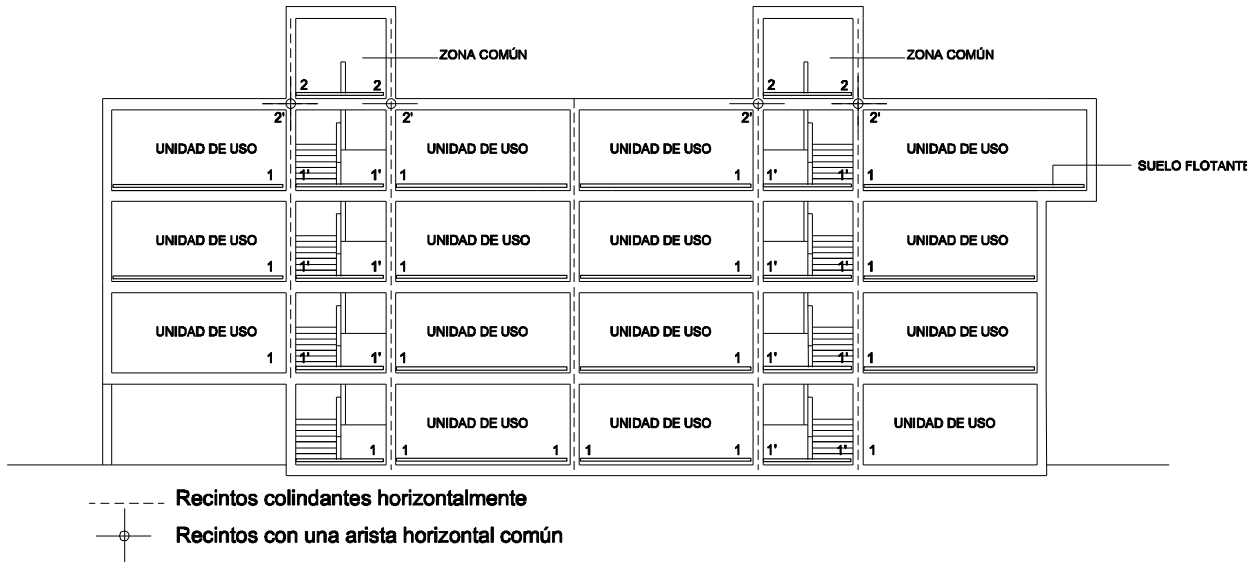 ZONA COMÚN ZONA COMÚN
2 2 2 2
2' 2' 2' 2'
UNIDAD DE USO UNIDAD DE USO UNIDAD DE USO UNIDAD DE USO
SUELO FLOTANTE
1 1' 1' 1 1 1' 1' 1
UNIDAD DE USO UNIDAD DE USO UNIDAD DE USO UNIDAD DE USO
1 1' 1' 1 1 1' 1' 1
UNIDAD DE USO UNIDAD DE USO UNIDAD DE USO UNIDAD DE USO
1 1' 1' 1 1 1' 1' 1
UNIDAD DE USO UNIDAD DE USO UNIDAD DE USO
1 1 1 1 1 1' 1' 1
Recintos colindantes horizontalmente
Recintos con una arista horizontal común